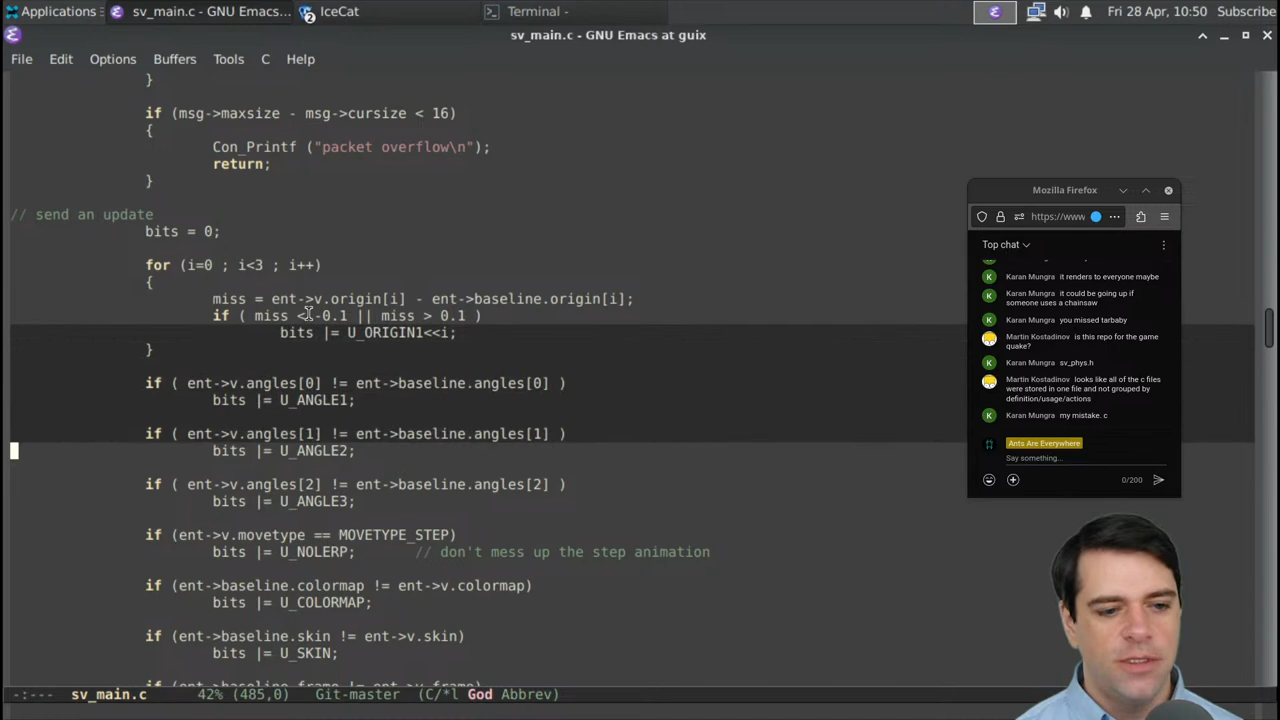 Applications
sv_main.c - GNU Emacs...
2
IceCat
Terminal -
Fri 28 Apr, 10:50
Subscribe
sv_main.c - GNU Emacs at guix
File Edit Options Buffers Tools C Help
}
if (msg->maxsize - msg->cursize < 16)
{
Con_Printf ("packet overflow\n");
return;
}
// send an update
bits = 0;
for (i=0 ; i<3 ; i++)
{
miss = ent->v.origin[i] - ent->baseline.origin[i];
if ( miss < -0.1 || miss > 0.1 )
bits |= U_ORIGIN1<<i;
}
if ( ent->v.angles[0] != ent->baseline.angles[0] )
bits |= U_ANGLE1;
if ( ent->v.angles[1] != ent->baseline.angles[1] )
bits |= U_ANGLE2;
if ( ent->v.angles[2] != ent->baseline.angles[2] )
bits |= U_ANGLE3;
if (ent->v.movetype == MOVETYPE_STEP)
bits |= U_NOLERP; // don't mess up the step animation
if (ent->baseline.colormap != ent->v.colormap)
bits |= U_COLORMAP;
if (ent->baseline.skin != ent->v.skin)
bits |= U_SKIN;
-:--- sv_main.c 42% (485,0) Git-master (C/*l God Abbrev)
Mozilla Firefox
https://www
Top chat
K Karan Mungra it renders to everyone maybe
K Karan Mungra it could be going up if
someone uses a chainsaw
K Karan Mungra you missed tarbaby
Martin Kostadinov is this repo for the game
quake?
K Karan Mungra sv_phys.h
Martin Kostadinov looks like all of the c files
were stored in one file and not grouped by
definition/usage/actions
K Karan Mungra my mistake. c
Ants Are Everywhere
Say something...
0/200